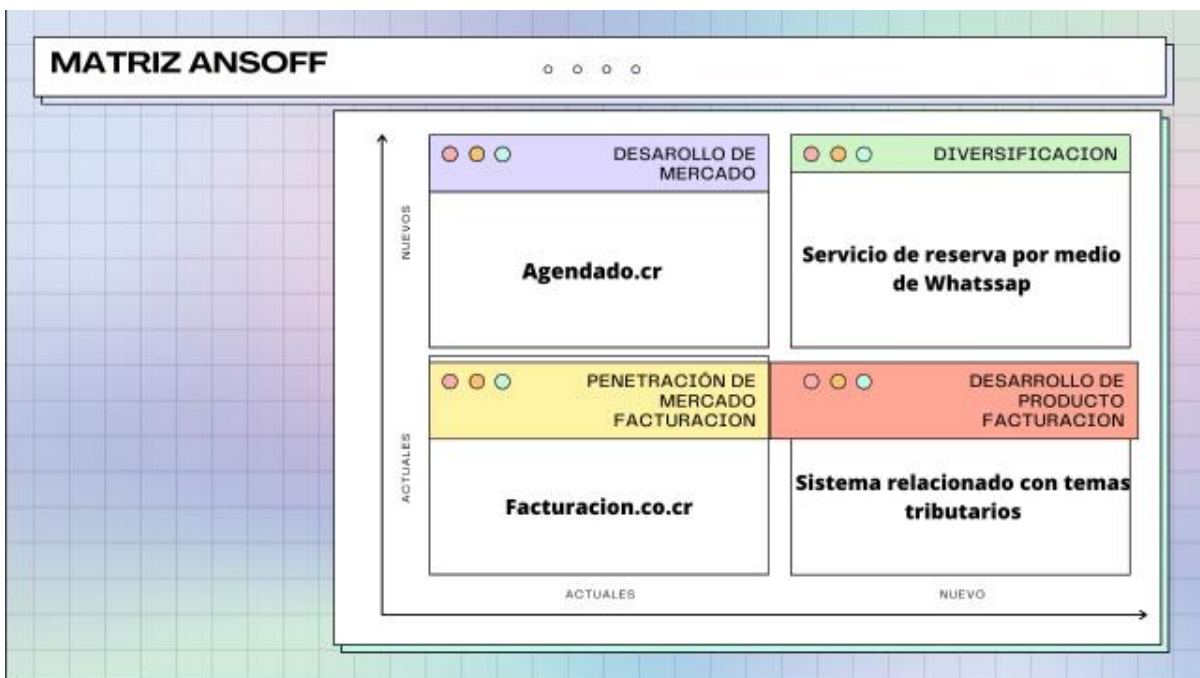 MATRIZ ANSOFF
NUEVOS
DESAROLLO DE
MERCADO
Agendado.cr
DIVERSIFICACION
Servicio de reserva por medio
de Whatssap
ACTUALES
PENETRACIÓN DE
MERCADO
FACTURACION
Facturacion.co.cr
DESARROLLO DE
PRODUCTO
FACTURACION
Sistema relacionado con temas
tributarios
ACTUALES
NUEVO